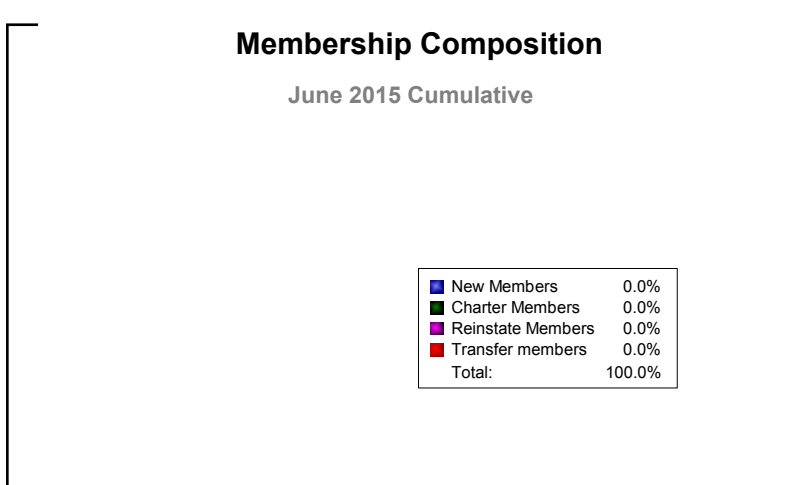 Membership Composition
June 2015 Cumulative
New Members 0.0%
Charter Members 0.0%
Reinstate Members 0.0%
Transfer members 0.0%
Total: 100.0%